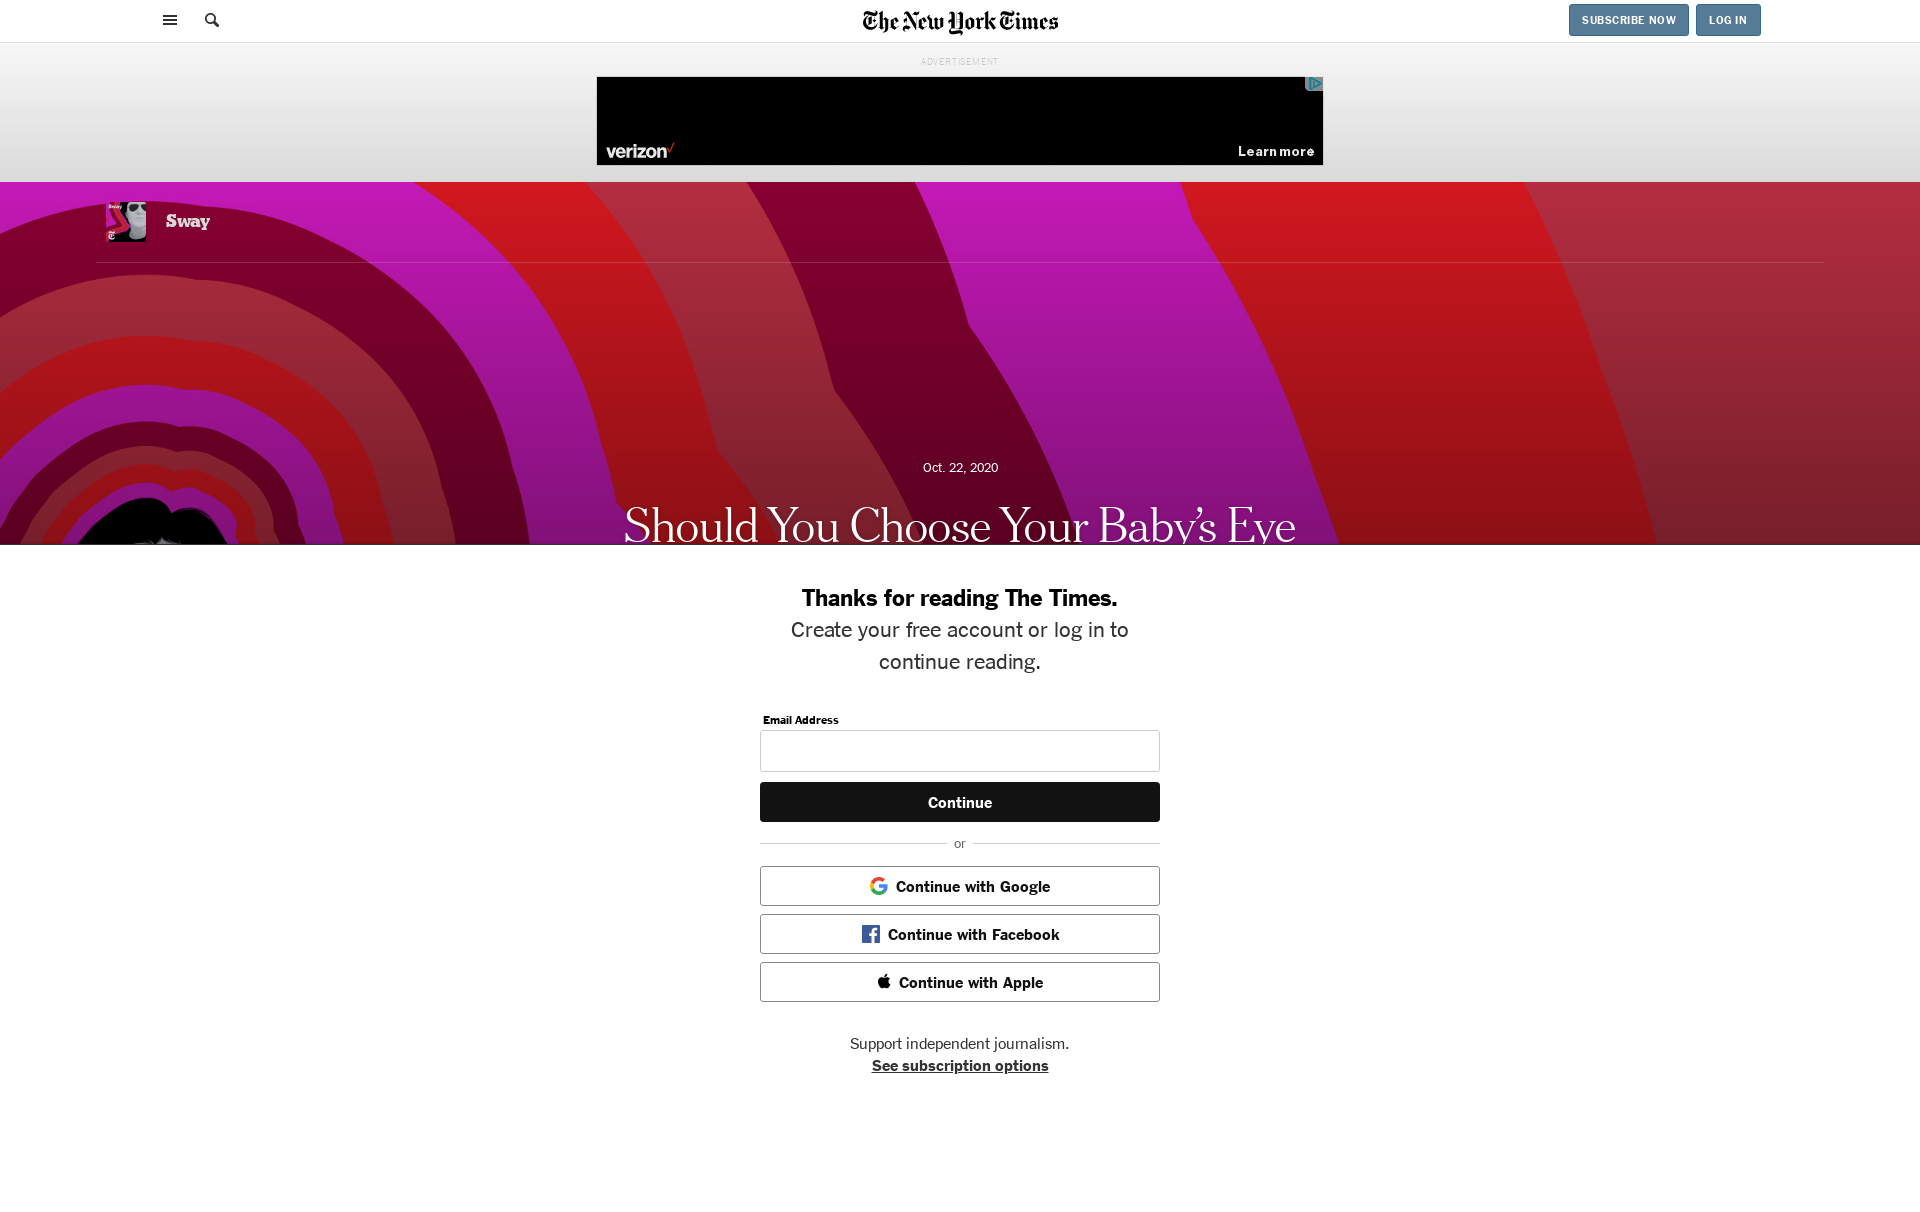 The New York Times
SUBSCRIBE NOW
LOG IN
ADVERTISEMENT
verizon
Learn more
Sway
Oct. 22, 2020
Should You Choose Your Baby’s Eye
Thanks for reading The Times.
Create your free account or log in to
continue reading.
Email Address
Continue
or
Continue with Google
Continue with Facebook
Continue with Apple
Support independent journalism.
See subscription options